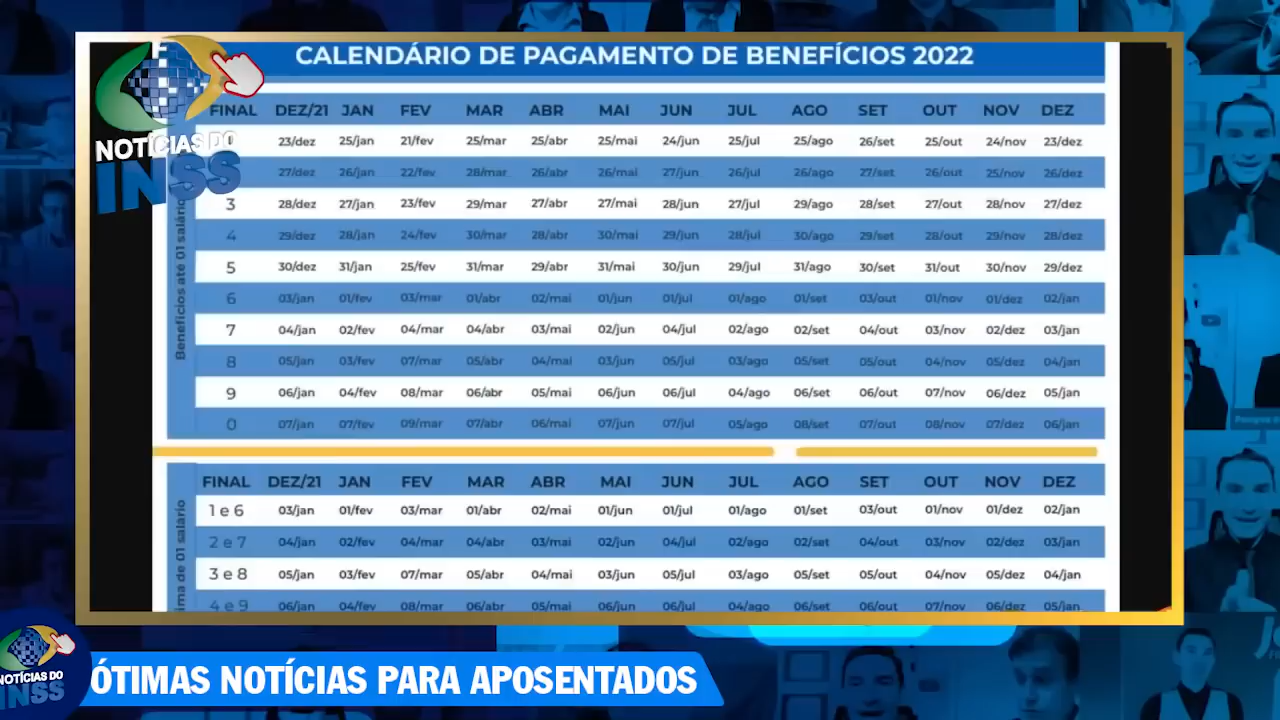 CALENDÁRIO DE PAGAMENTO DE BENEFÍCIOS 2022
NOTÍCIAS DO
INSS
Benefícios até 01 salário
FINAL DEZ/21 JAN FEV MAR ABR MAI JUN JUL AGO SET OUT NOV DEZ
23/dez 25/jan 21/fev 25/mar 25/abr 25/mai 24/jun 25/jul 25/ago 26/set 25/out 24/nov 23/dez
27/dez 26/jan 22/fev 28/mar 26/abr 26/mai 27/jun 26/jul 26/ago 27/set 26/out 25/nov 26/dez
3 28/dez 27/jan 23/fev 29/mar 27/abr 27/mai 28/jun 27/jul 29/ago 28/set 27/out 28/nov 27/dez
4 29/dez 28/jan 24/fev 30/mar 28/abr 30/mai 29/jun 28/jul 30/ago 29/set 28/out 29/nov 28/dez
5 30/dez 31/jan 25/fev 31/mar 29/abr 31/mai 30/jun 29/jul 31/ago 30/set 31/out 30/nov 29/dez
6 03/jan 01/fev 03/mar 01/abr 02/mai 01/jun 01/jul 01/ago 01/set 03/out 01/nov 01/dez 02/jan
7 04/jan 02/fev 04/mar 04/abr 03/mai 02/jun 04/jul 02/ago 02/set 04/out 03/nov 02/dez 03/jan
8 05/jan 03/fev 07/mar 05/abr 04/mai 03/jun 05/jul 03/ago 05/set 05/out 04/nov 05/dez 04/jan
9 06/jan 04/fev 08/mar 06/abr 05/mai 06/jun 06/jul 04/ago 06/set 06/out 07/nov 06/dez 05/jan
0 07/jan 07/fev 09/mar 07/abr 06/mai 07/jun 07/jul 05/ago 08/set 07/out 08/nov 07/dez 06/jan
ima de 01 salário
FINAL DEZ/21 JAN FEV MAR ABR MAI JUN JUL AGO SET OUT NOV DEZ
1 e 6 03/jan 01/fev 03/mar 01/abr 02/mai 01/jun 01/jul 01/ago 01/set 03/out 01/nov 01/dez 02/jan
2 e 7 04/jan 02/fev 04/mar 04/abr 03/mai 02/jun 04/jul 02/ago 02/set 04/out 03/nov 02/dez 03/jan
3 e 8 05/jan 03/fev 07/mar 05/abr 04/mai 03/jun 05/jul 03/ago 05/set 05/out 04/nov 05/dez 04/jan
4 e 9 06/jan 04/fev 08/mar 06/abr 05/mai 06/jun 06/jul 04/ago 06/set 06/out 07/nov 06/dez 05/jan
NOTÍCIAS DO
INSS
ÓTIMAS NOTÍCIAS PARA APOSENTADOS